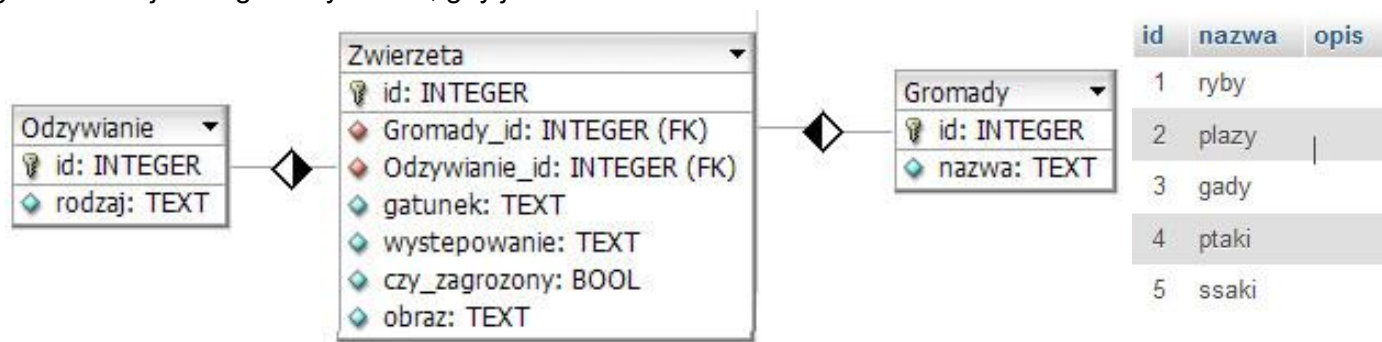 Odzywianie
id: INTEGER
rodzaj: TEXT
Zwierzeta
id: INTEGER
Gromady_id: INTEGER (FK)
Odzywianie_id: INTEGER (FK)
gatunek: TEXT
wystepowanie: TEXT
czy_zagrozony: BOOL
obraz: TEXT
Gromady
id: INTEGER
nazwa: TEXT
id nazwa opis
1 ryby
2 plazy
3 gady
4 ptaki
5 ssaki